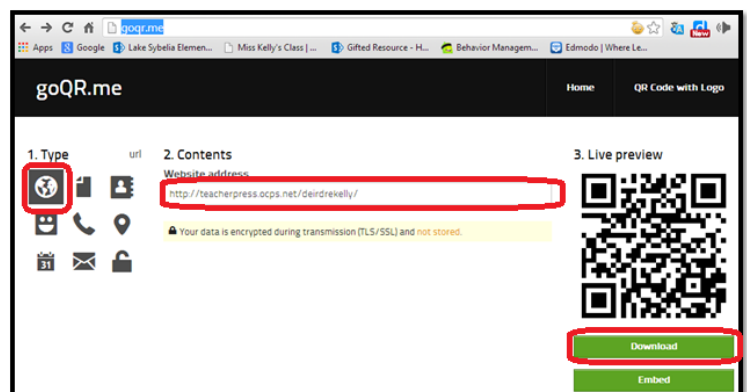 goqr.me
New
Apps Google Lake Sybelia Elemen... Miss Kelly's Class | ... Gifted Resource - H... Behavior Managem... Edmodo | Where Le...
goQR.me
Home QR Code with Logo
1. Type url 2. Contents 3. Live preview
Website address
http://teacherpress.ocps.net/deirdrekelly/
Your data is encrypted during transmission (TLS/SSL) and not stored.
31
Download
Embed